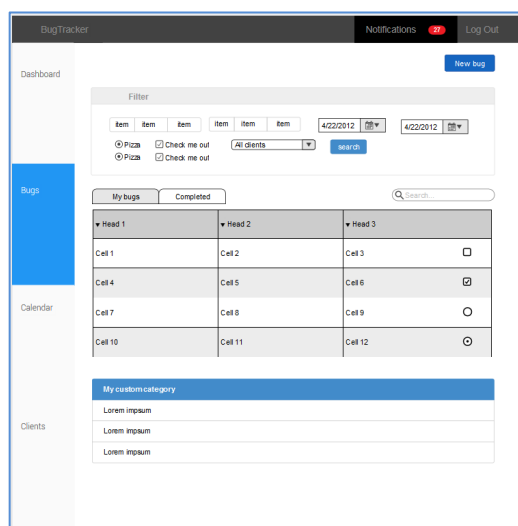 BugTracker Notifications 27 Log Out
New bug
Dashboard
Filter
item item item item item item 4/22/2012 4/22/2012
Pizza Check me out All clients search
Pizza Check me out
Bugs
My bugs Completed Search...
Head 1 Head 2 Head 3
Cell 1 Cell 2 Cell 3
Cell 4 Cell 5 Cell 6
Calendar
Cell 7 Cell 8 Cell 9
Cell 10 Cell 11 Cell 12
My custom category
Lorem impsum
Clients
Lorem impsum
Lorem impsum